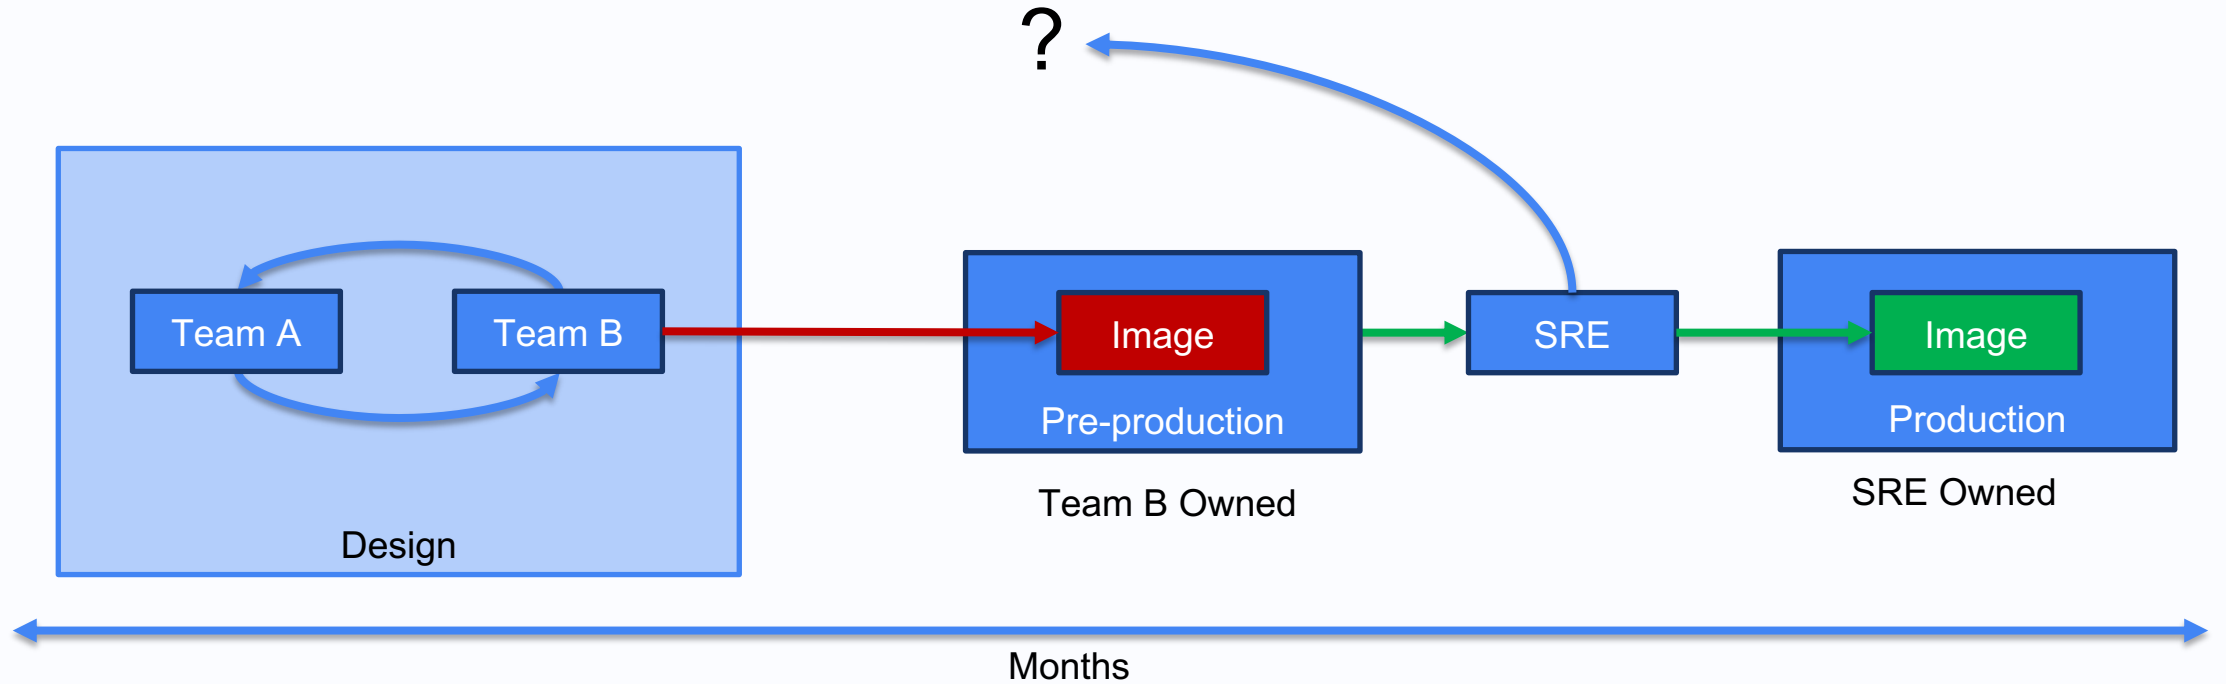 ?
Team A
Team B
Design
Image
Pre-production
Team B Owned
SRE
Image
Production
SRE Owned
Months